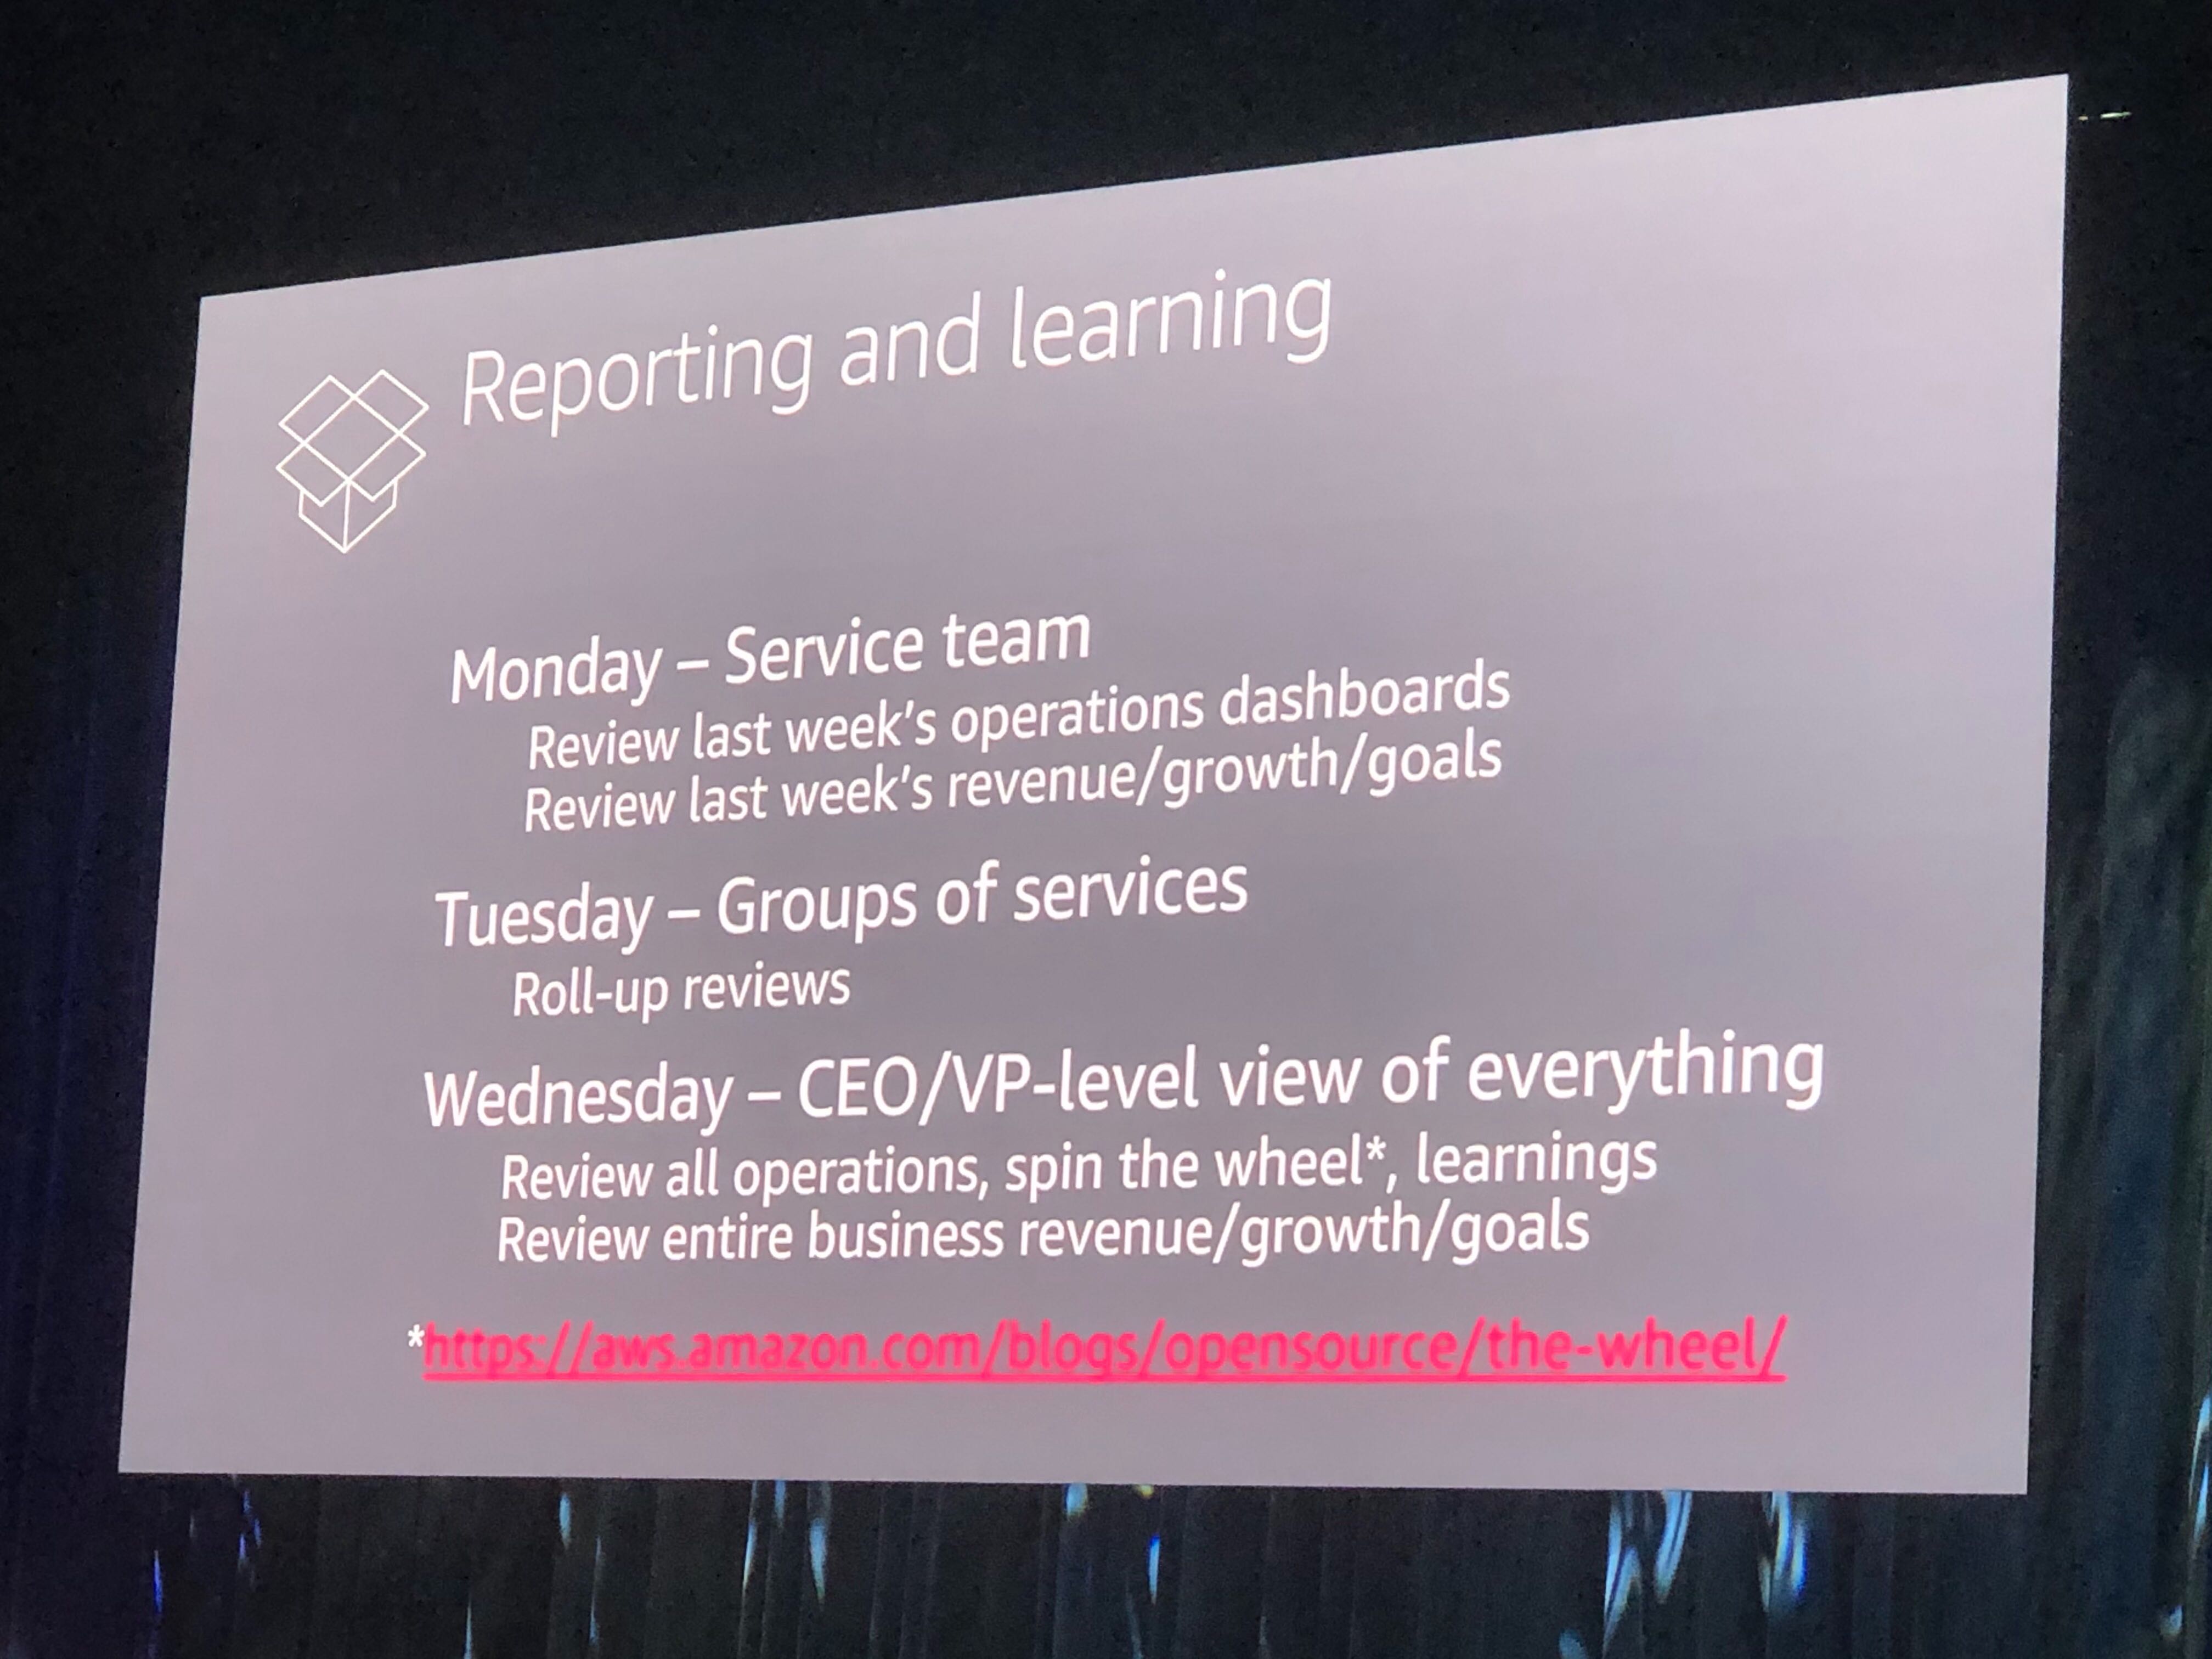 Reporting and learning
Monday – Service team
Review last week’s operations dashboards
Review last week’s revenue/growth/goals
Tuesday – Groups of services
Roll-up reviews
Wednesday – CEO/VP-level view of everything
Review all operations, spin the wheel*, learnings
Review entire business revenue/growth/goals
*https://aws.amazon.com/blogs/opensource/the-wheel/